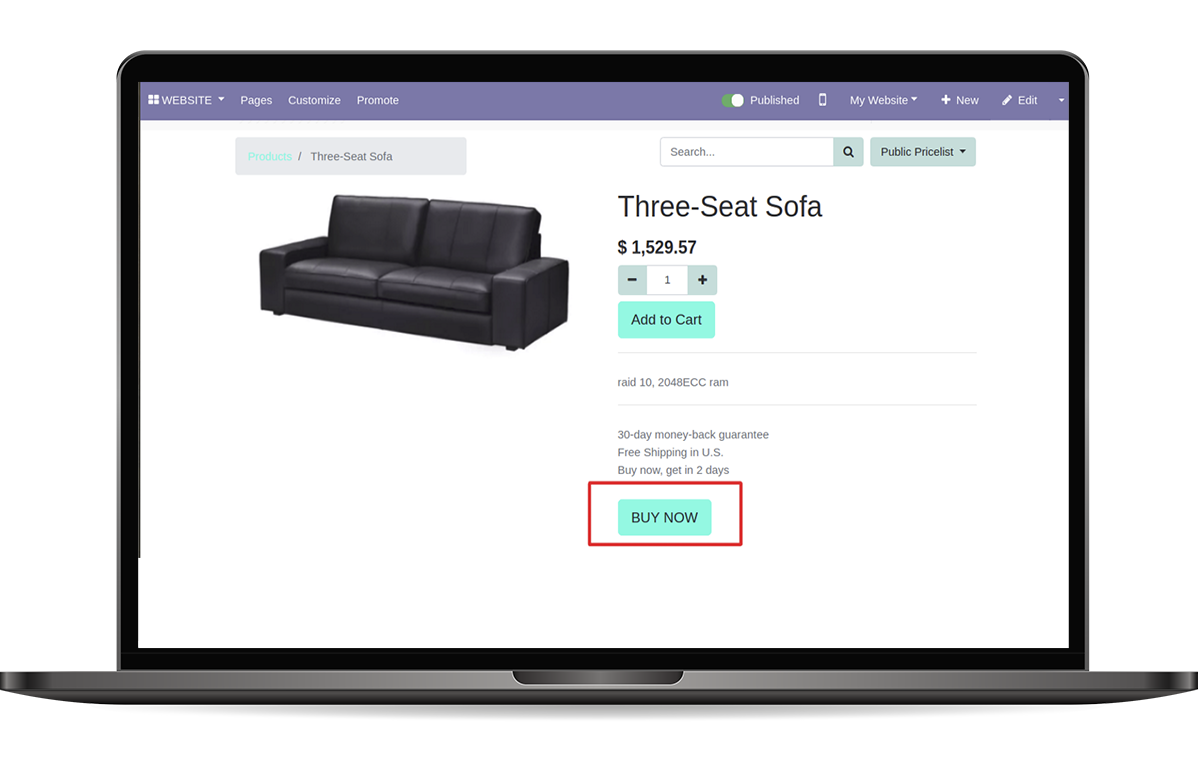 WEBSITE Pages Customize Promote Published My Website New Edit
Products / Three-Seat Sofa
Search... Public Pricelist
Three-Seat Sofa
$ 1,529.57
1
Add to Cart
raid 10, 2048ECC ram
30-day money-back guarantee
Free Shipping in U.S.
Buy now, get in 2 days
BUY NOW